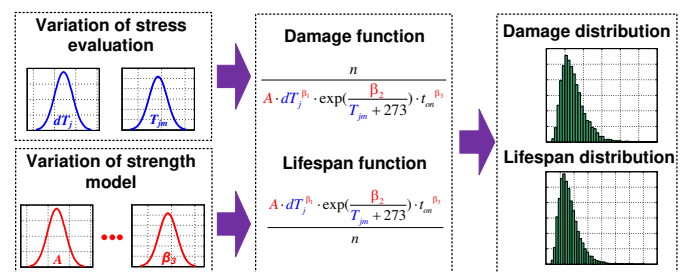 Variation of stress
evaluation
dTj
Tjm
Variation of strength
model
A
•••
β3
Damage function
n
A · dTj^β1 · exp(β2 / (Tjm + 273)) · ton^β3
Lifespan function
A · dTj^β1 · exp(β2 / (Tjm + 273)) · ton^β3
n
Damage distribution
Lifespan distribution